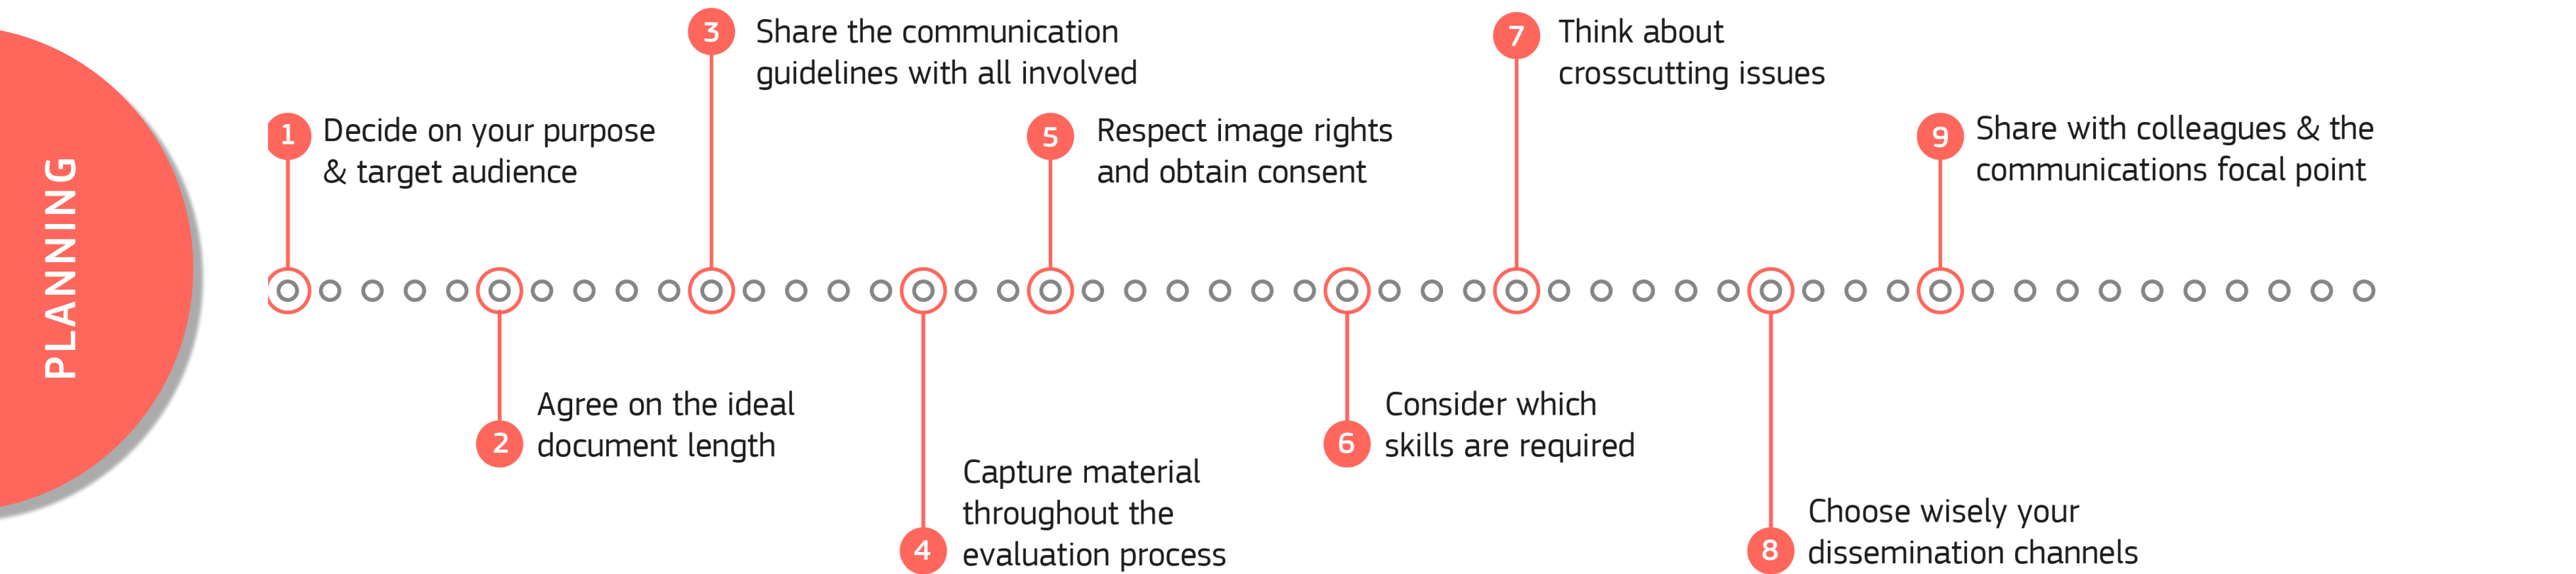 PLANNING
1
Decide on your purpose
& target audience
2
Agree on the ideal
document length
3
Share the communication
guidelines with all involved
4
Capture material
throughout the
evaluation process
5
Respect image rights
and obtain consent
6
Consider which
skills are required
7
Think about
crosscutting issues
8
Choose wisely your
dissemination channels
9
Share with colleagues & the
communications focal point